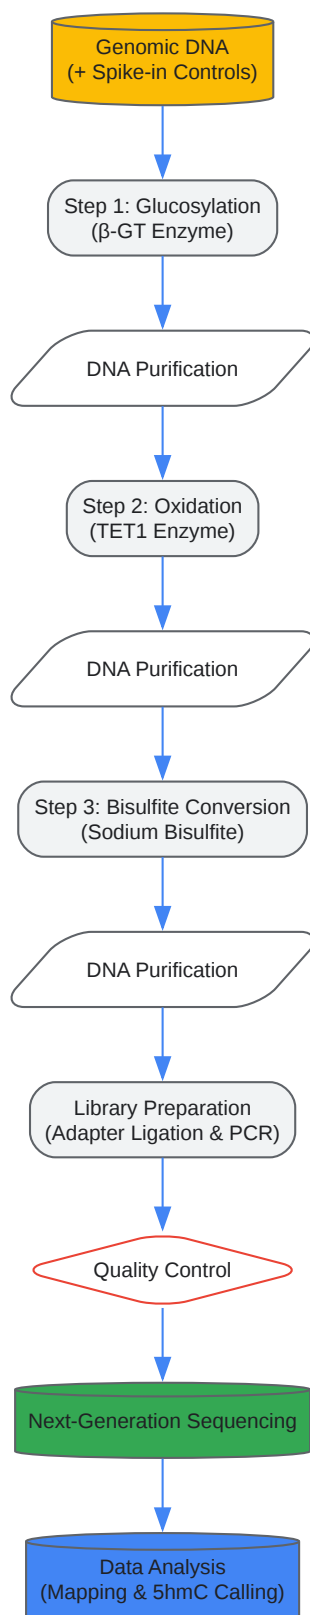 Genomic DNA
(+ Spike-in Controls)
Step 1: Glucosylation
(β-GT Enzyme)
DNA Purification
Step 2: Oxidation
(TET1 Enzyme)
DNA Purification
Step 3: Bisulfite Conversion
(Sodium Bisulfite)
DNA Purification
Library Preparation
(Adapter Ligation & PCR)
Quality Control
Next-Generation Sequencing
Data Analysis
(Mapping & 5hmC Calling)